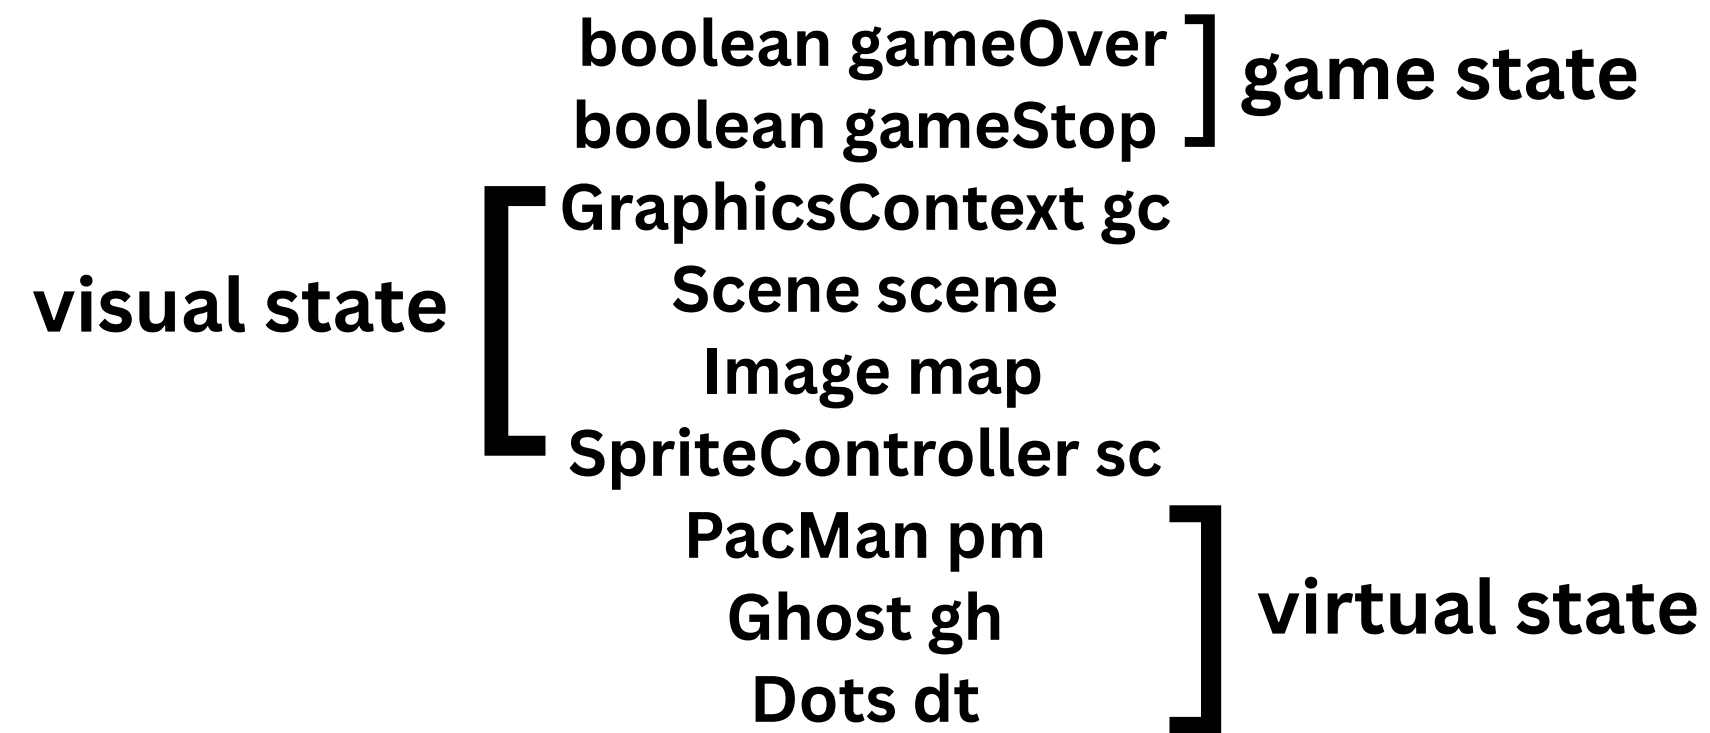 boolean gameOver
game state
boolean gameStop
GraphicsContext gc
visual state
Scene scene
Image map
SpriteController sc
PacMan pm
Ghost gh
virtual state
Dots dt